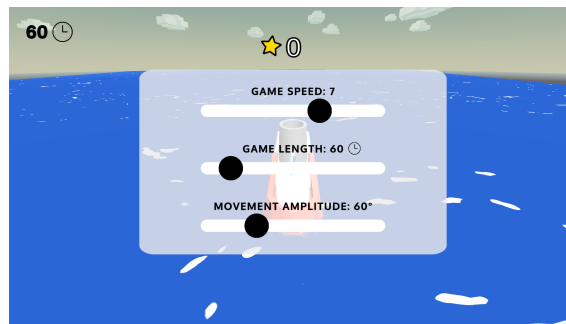 60
0
GAME SPEED: 7
GAME LENGTH: 60
MOVEMENT AMPLITUDE: 60°